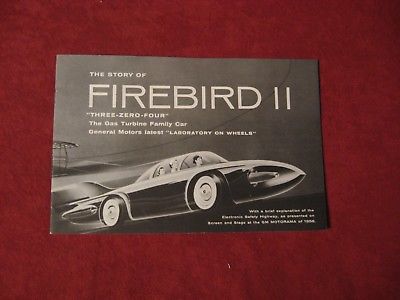 THE STORY OF
FIREBIRD II
"THREE-ZERO-FOUR"
The Gas Turbine Family Car
General Motors latest "LABORATORY ON WHEELS"
With a brief explanation of the
Electronic Safety Highway, as presented on
Screen and Stage at the GM MOTORAMA of 1956.